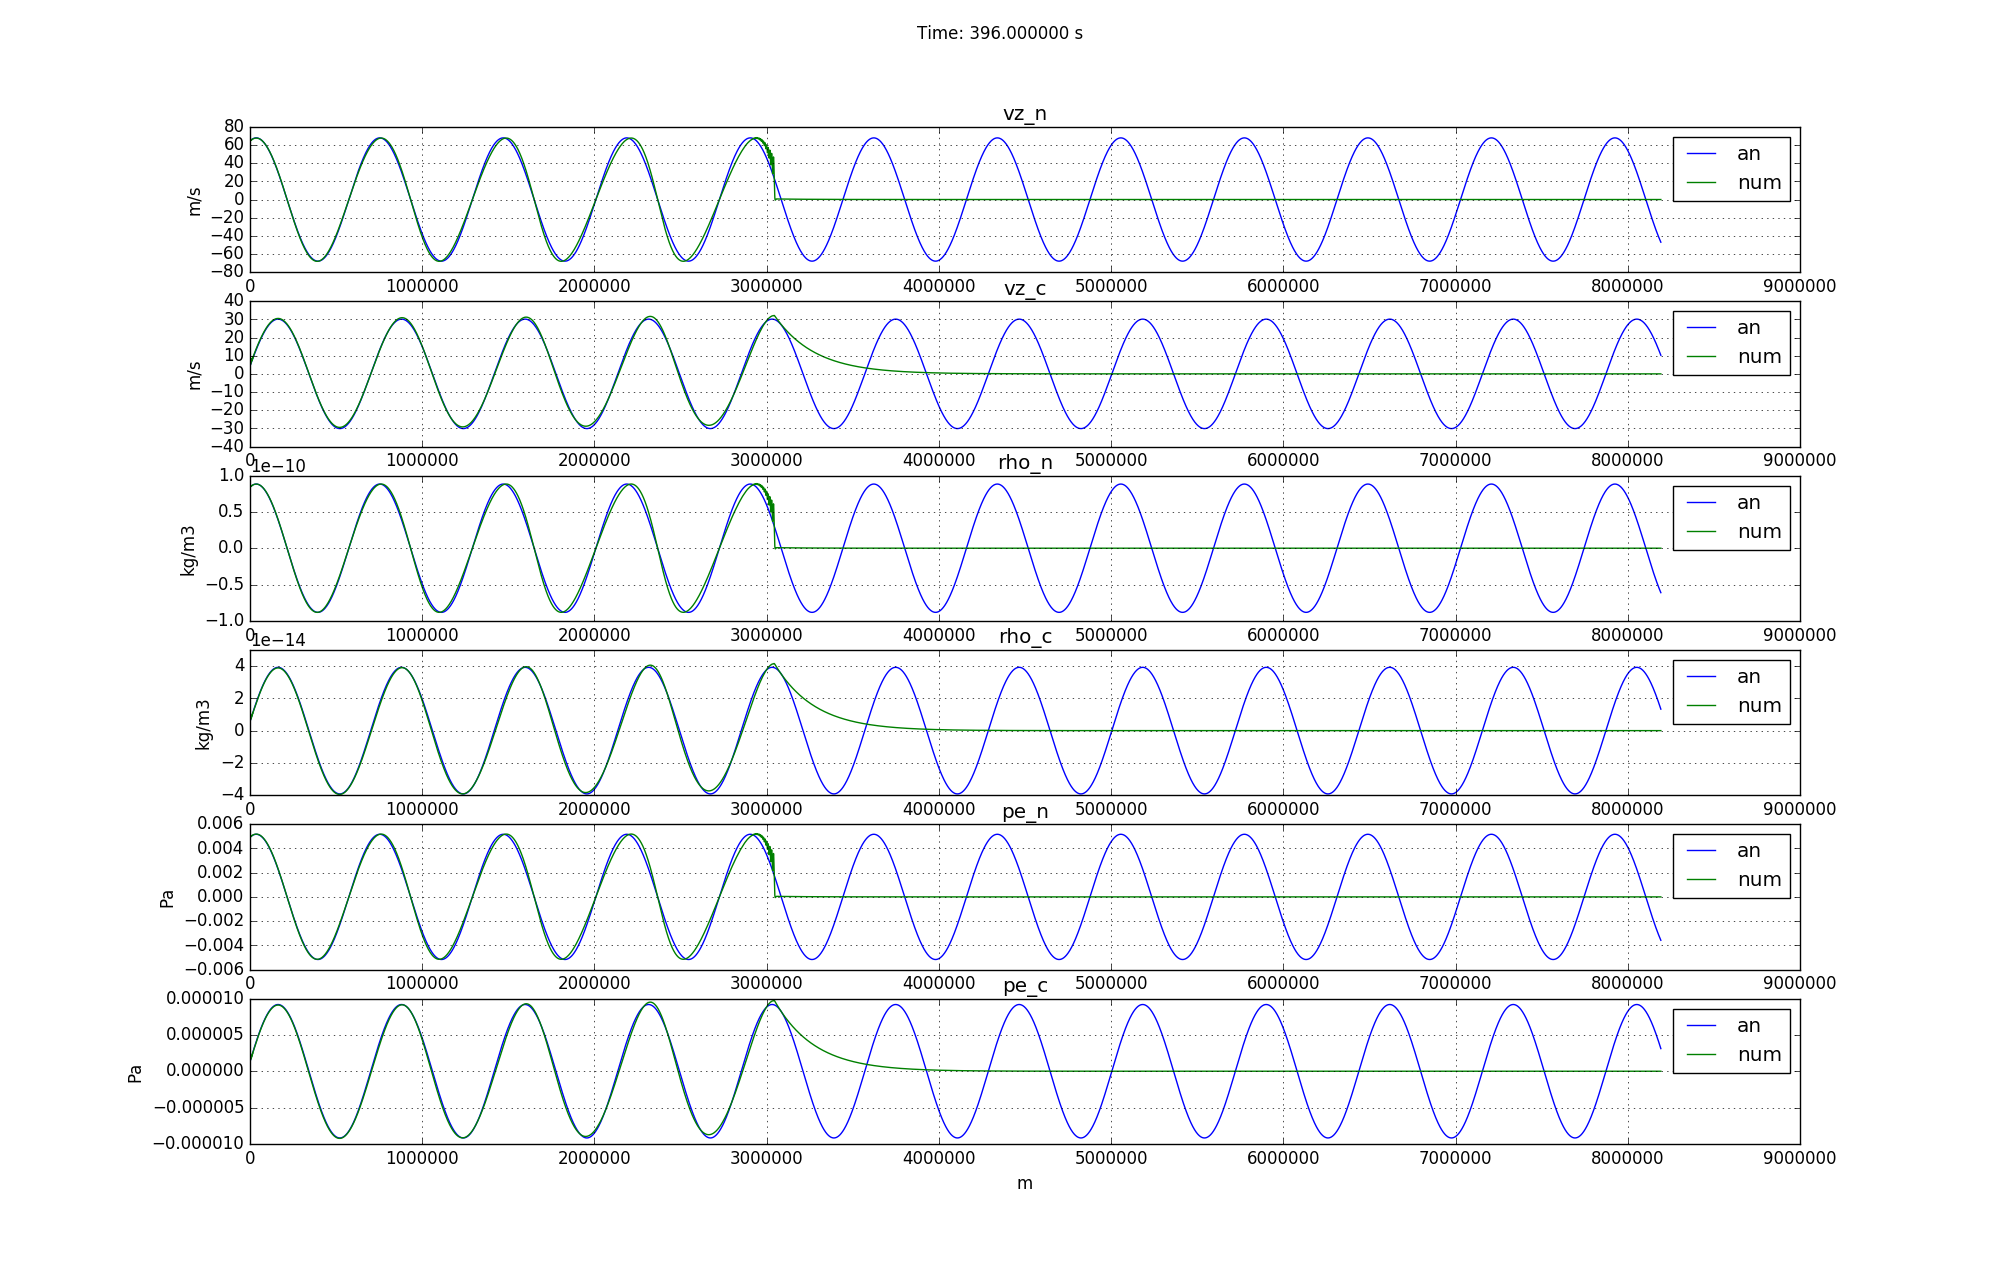 Time: 396.000000 s
vz_n
80
60
40
20
0
−20
−40
−60
−80
m/s
an
num
0 1000000 2000000 3000000 4000000 5000000 6000000 7000000 8000000 9000000
vz_c
40
30
20
10
0
−10
−20
−30
−40
m/s
an
num
0 1000000 2000000 3000000 4000000 5000000 6000000 7000000 8000000 9000000
1e−10
rho_n
1.0
0.5
0.0
−0.5
−1.0
kg/m3
an
num
0 1000000 2000000 3000000 4000000 5000000 6000000 7000000 8000000 9000000
1e−14
rho_c
4
2
0
−2
−4
kg/m3
an
num
0 1000000 2000000 3000000 4000000 5000000 6000000 7000000 8000000 9000000
pe_n
0.006
0.004
0.002
0.000
−0.002
−0.004
−0.006
Pa
an
num
0 1000000 2000000 3000000 4000000 5000000 6000000 7000000 8000000 9000000
pe_c
0.000010
0.000005
0.000000
−0.000005
−0.000010
Pa
an
num
0 1000000 2000000 3000000 4000000 5000000 6000000 7000000 8000000 9000000
m